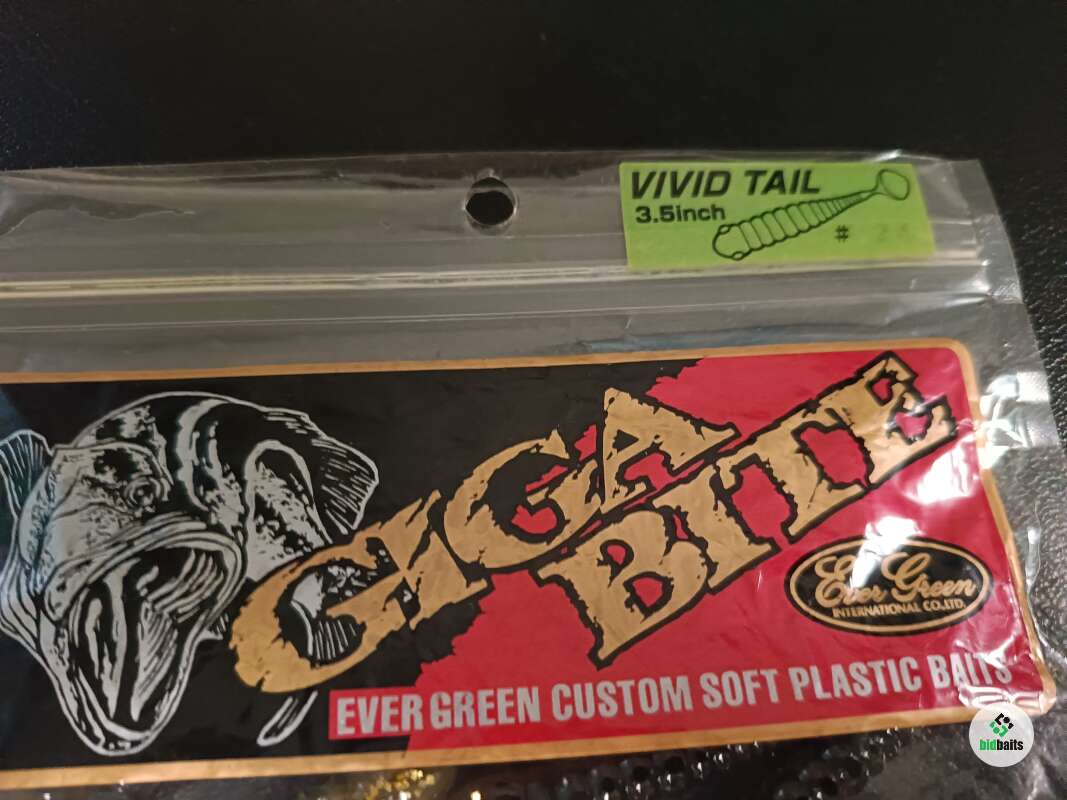 VIVID TAIL
3.5inch
#
GIGA
BITE
Ever Green
INTERNATIONAL CO.,LTD.
EVER GREEN CUSTOM SOFT PLASTIC BAITS
bidbaits